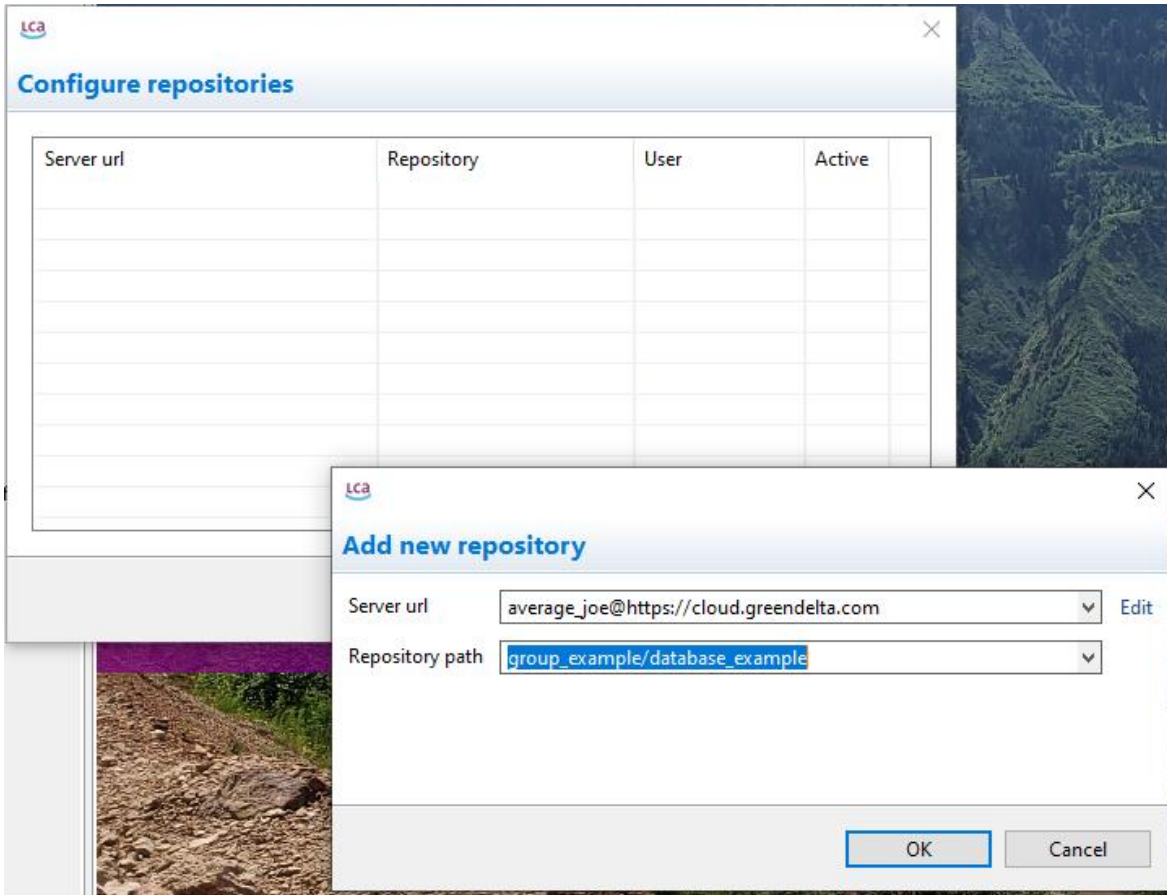 LCA
Configure repositories
Server url Repository User Active
LCA
Add new repository
Server url average_joe@https://cloud.greendelta.com Edit
Repository path group_example/database_example
OK Cancel